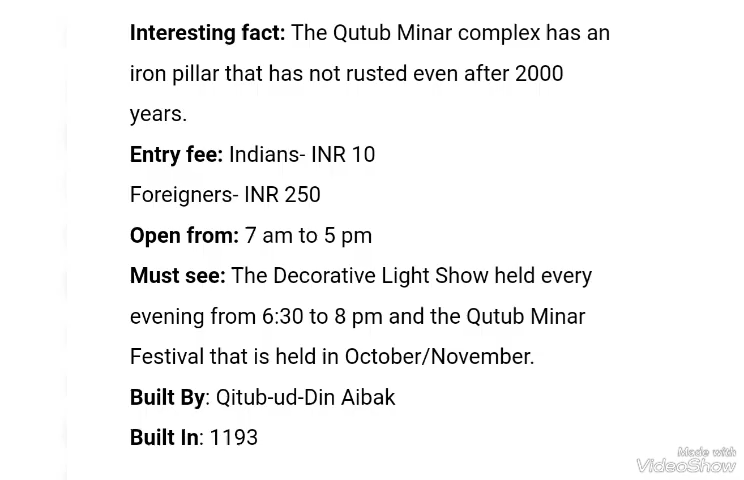 Interesting fact: The Qutub Minar complex has an
iron pillar that has not rusted even after 2000
years.
Entry fee: Indians- INR 10
Foreigners- INR 250
Open from: 7 am to 5 pm
Must see: The Decorative Light Show held every
evening from 6:30 to 8 pm and the Qutub Minar
Festival that is held in October/November.
Built By: Qitub-ud-Din Aibak
Built In: 1193
Made with
VideoShow